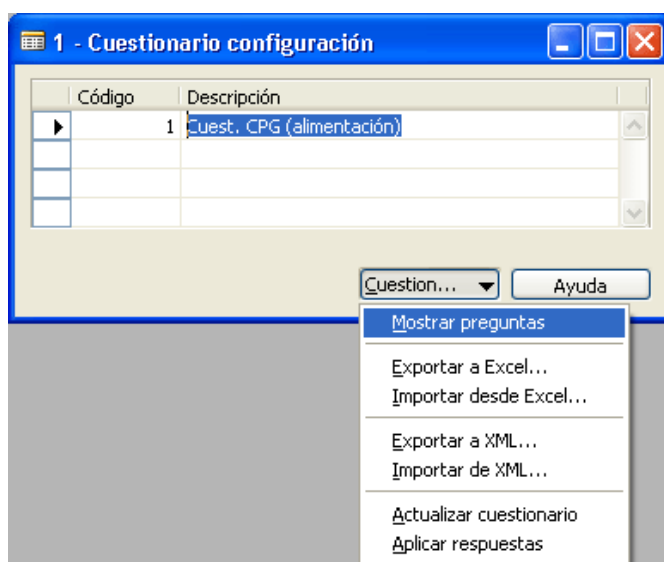 1 - Cuestionario configuración
Código Descripción
1 Cuest. CPG (alimentación)
Cuestion... Ayuda
Mostrar preguntas
Exportar a Excel...
Importar desde Excel...
Exportar a XML...
Importar de XML...
Actualizar cuestionario
Aplicar respuestas